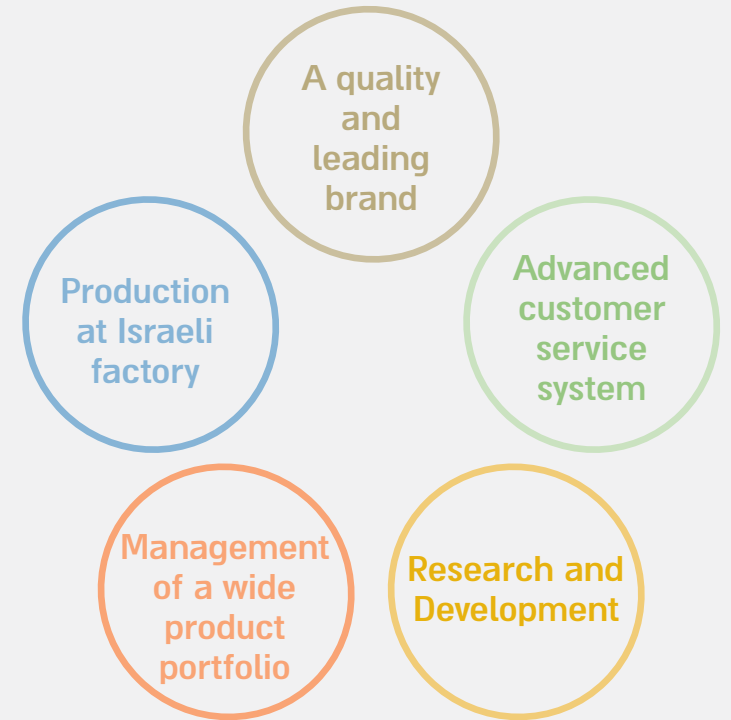 A quality
and
leading
brand
Production
at Israeli
factory
Advanced
customer
service
system
Management
of a wide
product
portfolio
Research and
Development